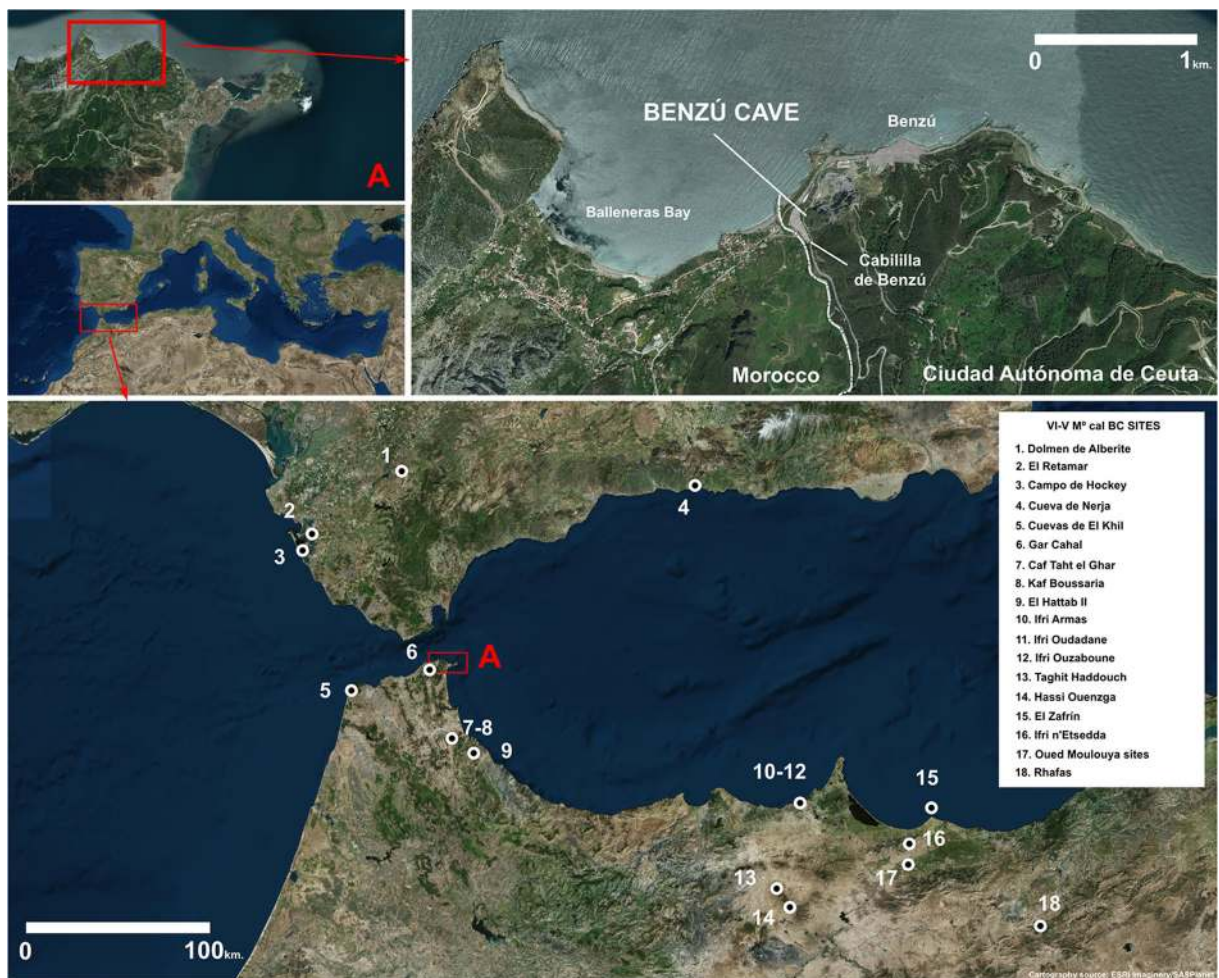 A
0
1 km.
BENZÚ CAVE
Benzú
Balleneras Bay
Cabililla
de Benzú
Morocco
Ciudad Autónoma de Ceuta
VI-V Mº cal BC SITES
1. Dolmen de Alberite
2. El Retamar
3. Campo de Hockey
4. Cueva de Nerja
5. Cuevas de El Khil
6. Gar Cahal
7. Caf Taht el Ghar
8. Kaf Boussaria
9. El Hattab II
10. Ifri Armas
11. Ifri Oudadane
12. Ifri Ouzaboune
13. Taghit Haddouch
14. Hassi Ouenzga
15. El Zafrín
16. Ifri n'Etsedda
17. Oued Moulouya sites
18. Rhafas
1
2
3
4
5
6
A
7-8
9
10-12
13
14
15
16
17
18
0
100 km.
Cartography source: ESRI Imagery/SASPlanet